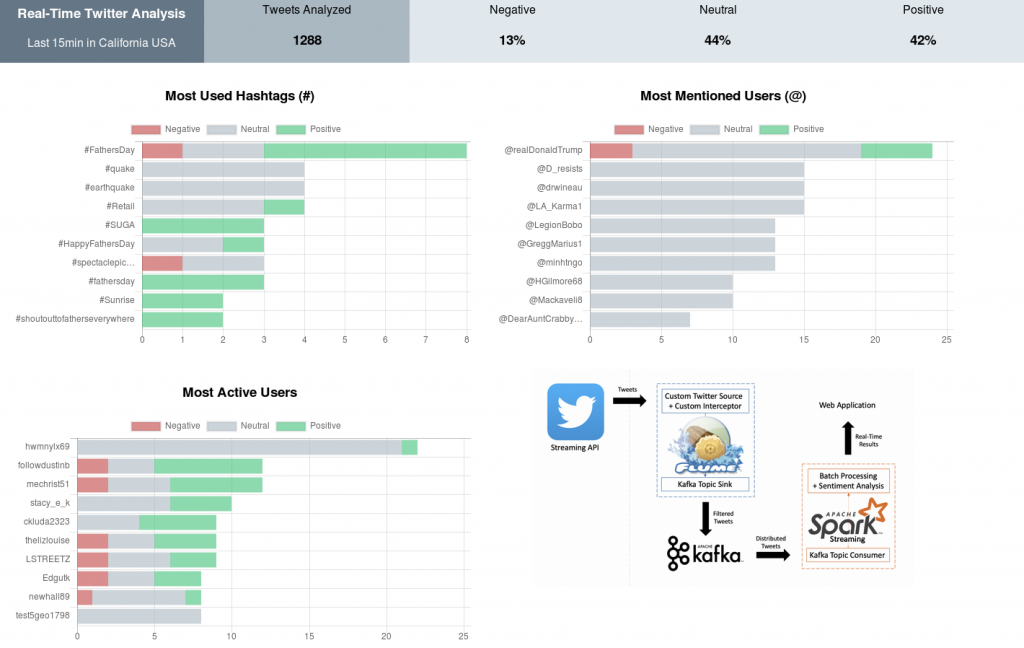 Real-Time Twitter Analysis
Last 15min in California USA
Tweets Analyzed
1288
Negative
13%
Neutral
44%
Positive
42%
Most Used Hashtags (#)
Negative Neutral Positive
#FathersDay
#quake
#earthquake
#Retail
#SUGA
#HappyFathersDay
#spectaclepic...
#fathersday
#Sunrise
#shoutouttofatherseverywhere
0 1 2 3 4 5 6 7 8
Most Mentioned Users (@)
Negative Neutral Positive
@realDonaldTrump
@D_resists
@drwineau
@LA_Karma1
@LegionBobo
@GreggMarius1
@minhtngo
@HGilmore68
@Mackaveli8
@DearAuntCrabby...
0 5 10 15 20 25
Most Active Users
Negative Neutral Positive
hwmnylx69
followdustinb
mechrist51
stacy_e_k
ckluda2323
thelizlouise
LSTREETZ
Edgutk
newhall89
test5geo1798
0 5 10 15 20 25
Streaming API
Tweets
Custom Twitter Source
+ Custom Interceptor
FLUME
Kafka Topic Sink
Filtered
Tweets
APACHE
kafka
Distributed
Tweets
Web Application
Real-Time
Results
Batch Processing
+ Sentiment Analysis
APACHE
Spark
Streaming
Kafka Topic Consumer